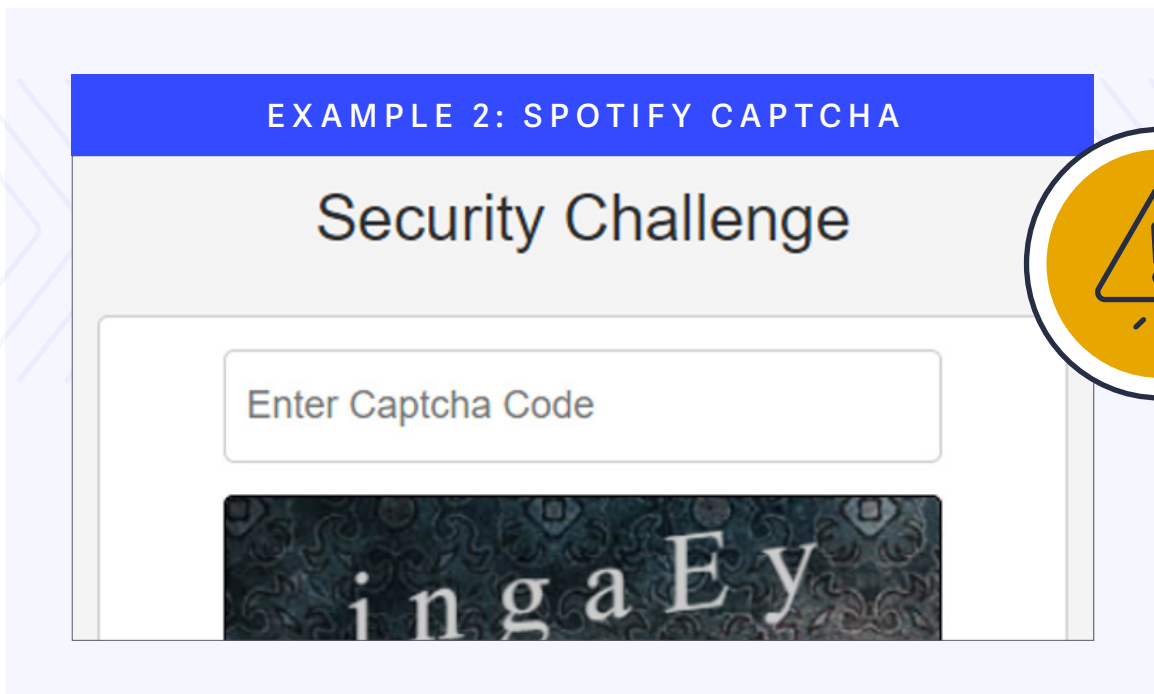 EXAMPLE 2: SPOTIFY CAPTCHA
Security Challenge
Enter Captcha Code
ingaEy